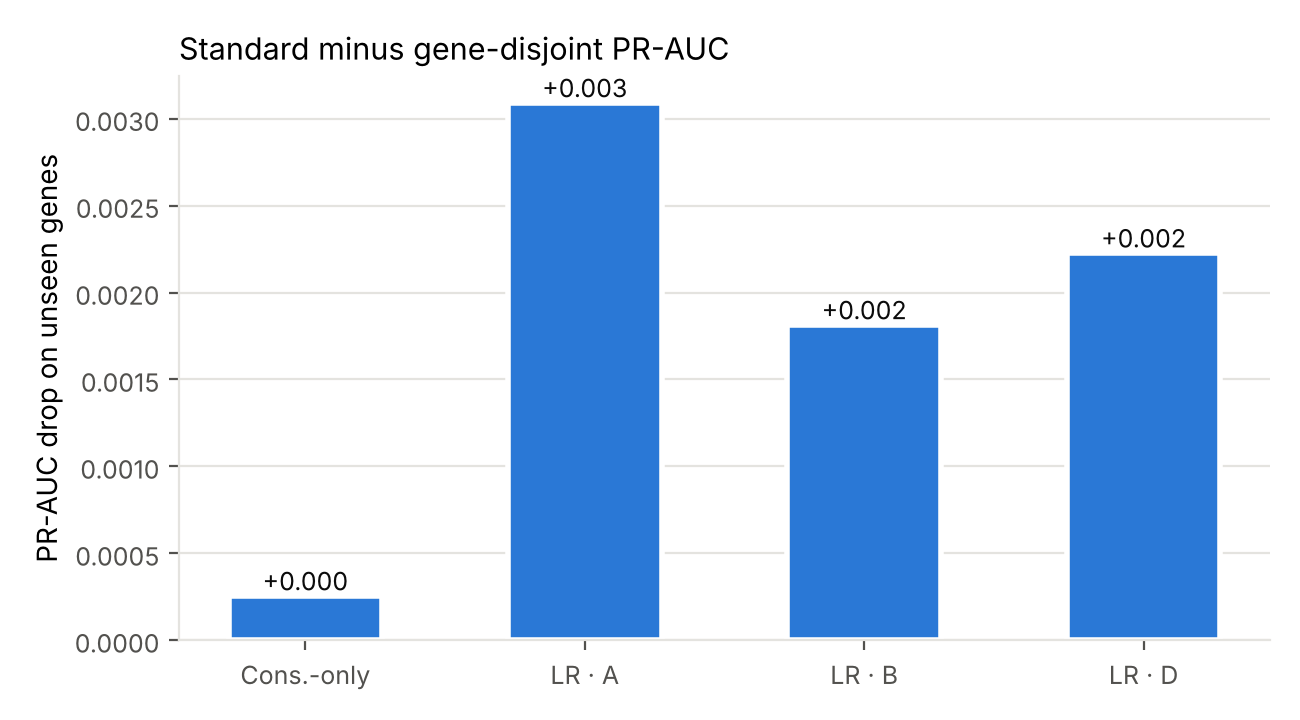 Standard minus gene-disjoint PR-AUC
PR-AUC drop on unseen genes
0.0030
0.0025
0.0020
0.0015
0.0010
0.0005
0.0000
+0.000
+0.003
+0.002
+0.002
Cons.-only
LR · A
LR · B
LR · D